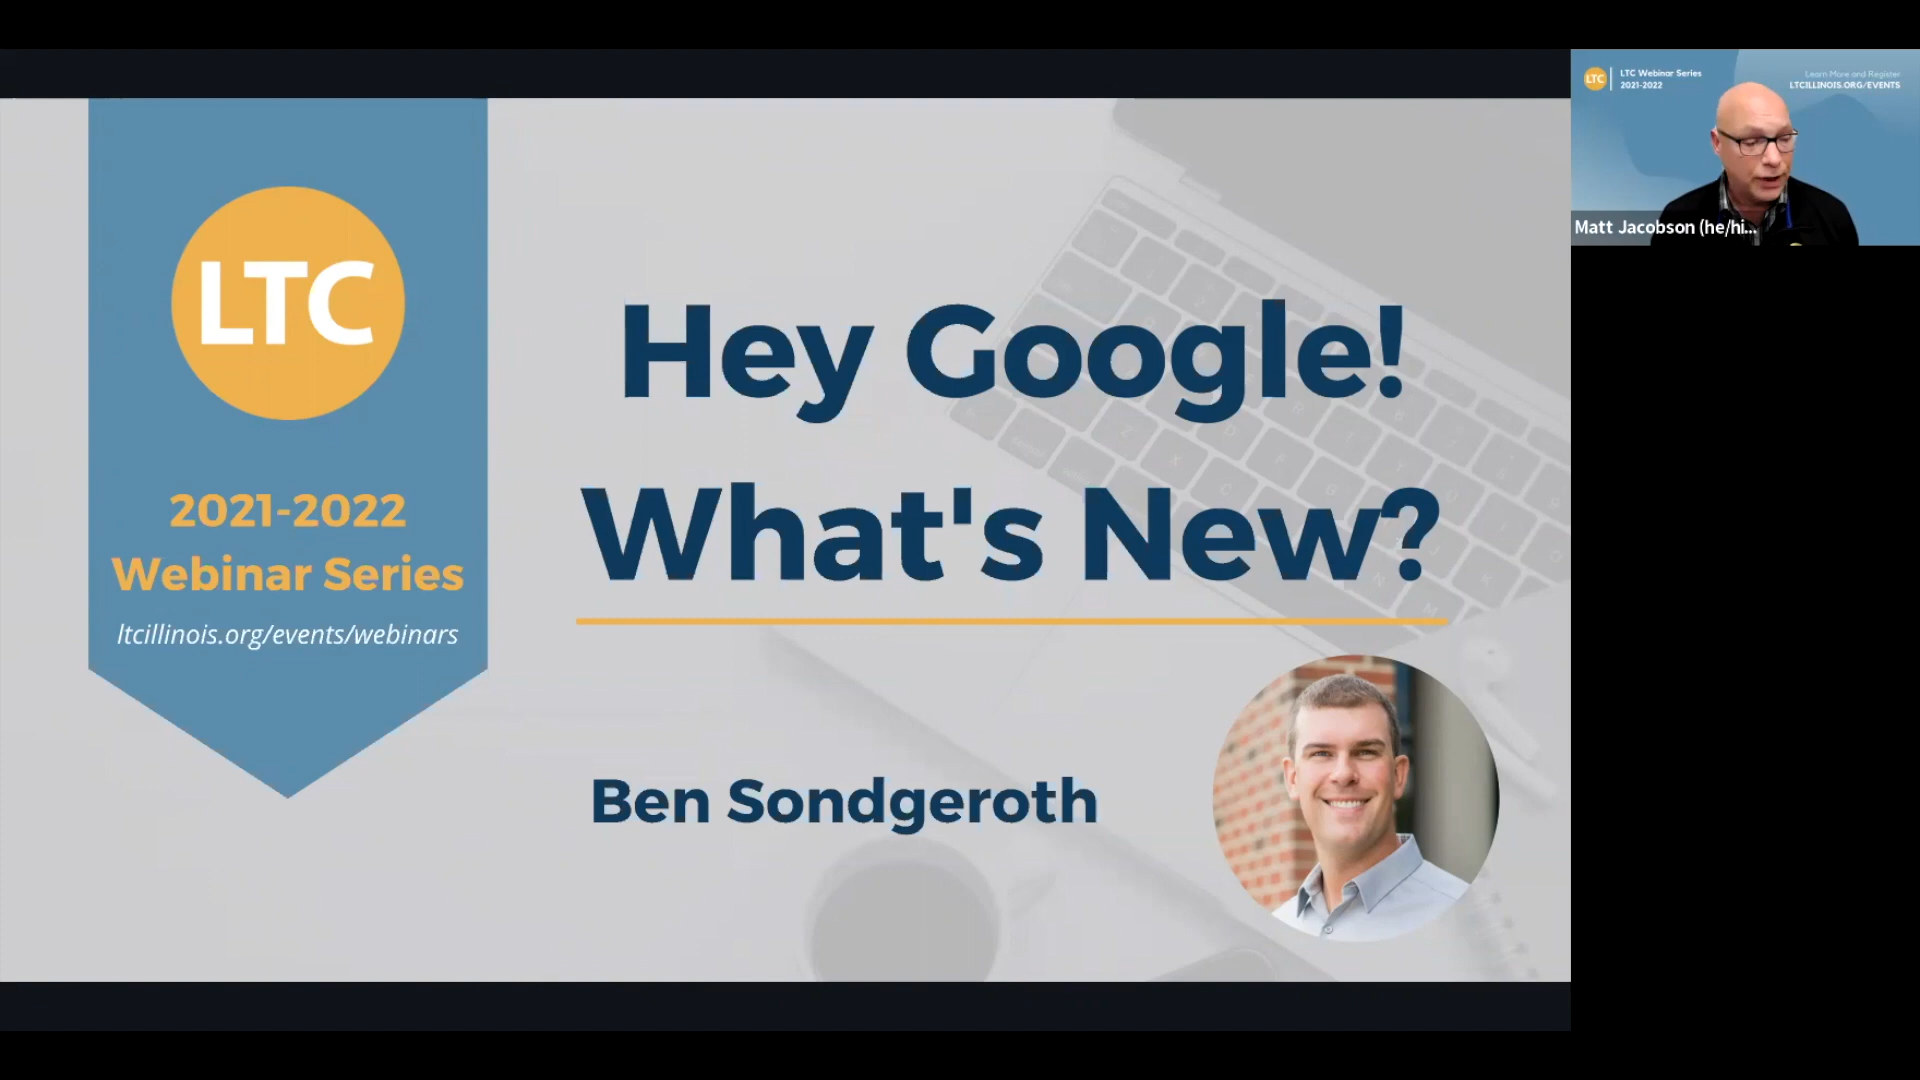 LTC
2021-2022
Webinar Series
ltcillinois.org/events/webinars
Hey Google!
What's New?
Ben Sondgeroth
LTC
LTC Webinar Series
2021-2022
Learn More and Register
LTCILLINOIS.ORG/EVENTS
Matt Jacobson (he/hi...